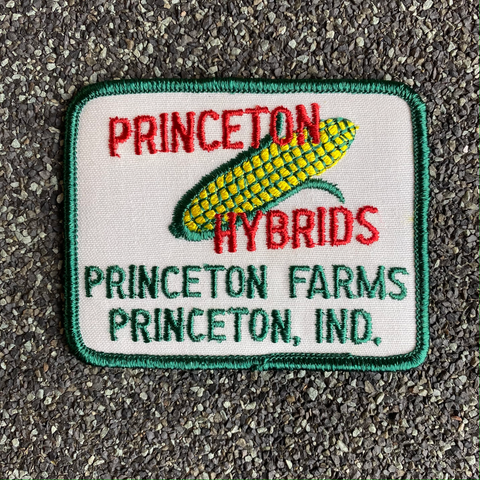 PRINCETON
HYBRIDS
PRINCETON FARMS
PRINCETON, IND.